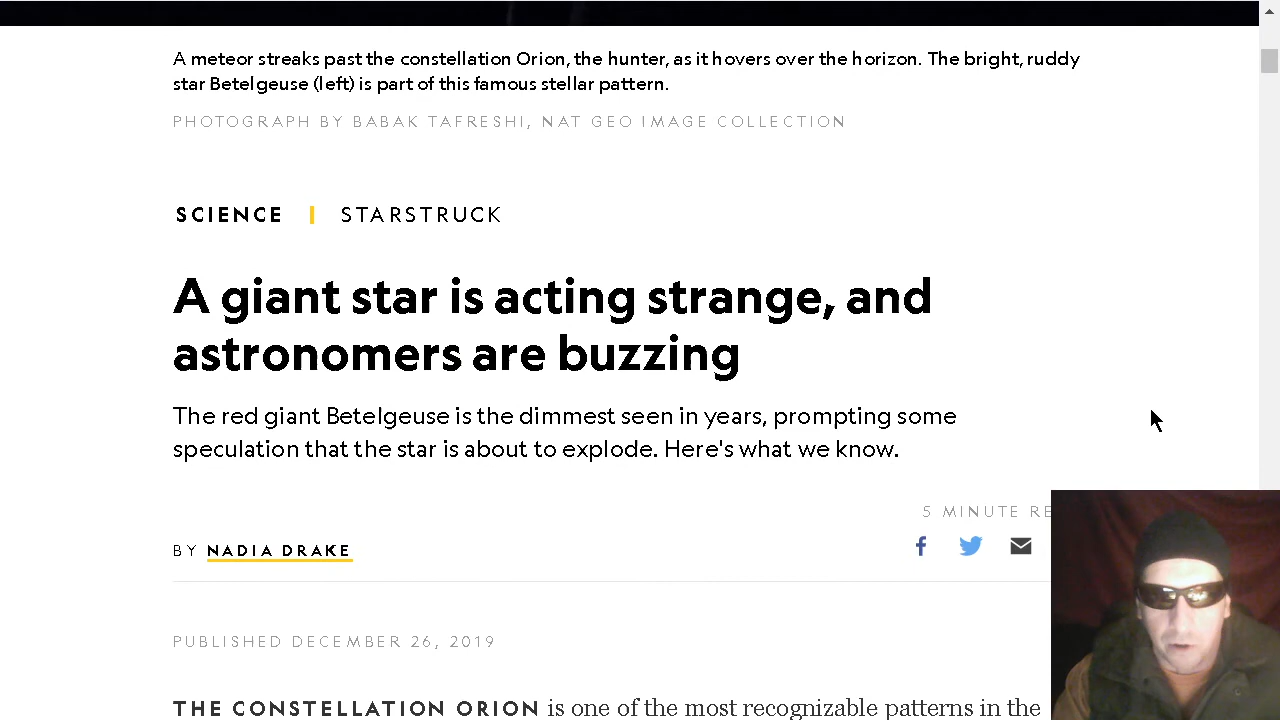 A meteor streaks past the constellation Orion, the hunter, as it hovers over the horizon. The bright, ruddy
star Betelgeuse (left) is part of this famous stellar pattern.
PHOTOGRAPH BY BABAK TAFRESHI, NAT GEO IMAGE COLLECTION
SCIENCE | STARSTRUCK
A giant star is acting strange, and
astronomers are buzzing
The red giant Betelgeuse is the dimmest seen in years, prompting some
speculation that the star is about to explode. Here's what we know.
5 MINUTE RE
BY NADIA DRAKE
PUBLISHED DECEMBER 26, 2019
THE CONSTELLATION ORION is one of the most recognizable patterns in the